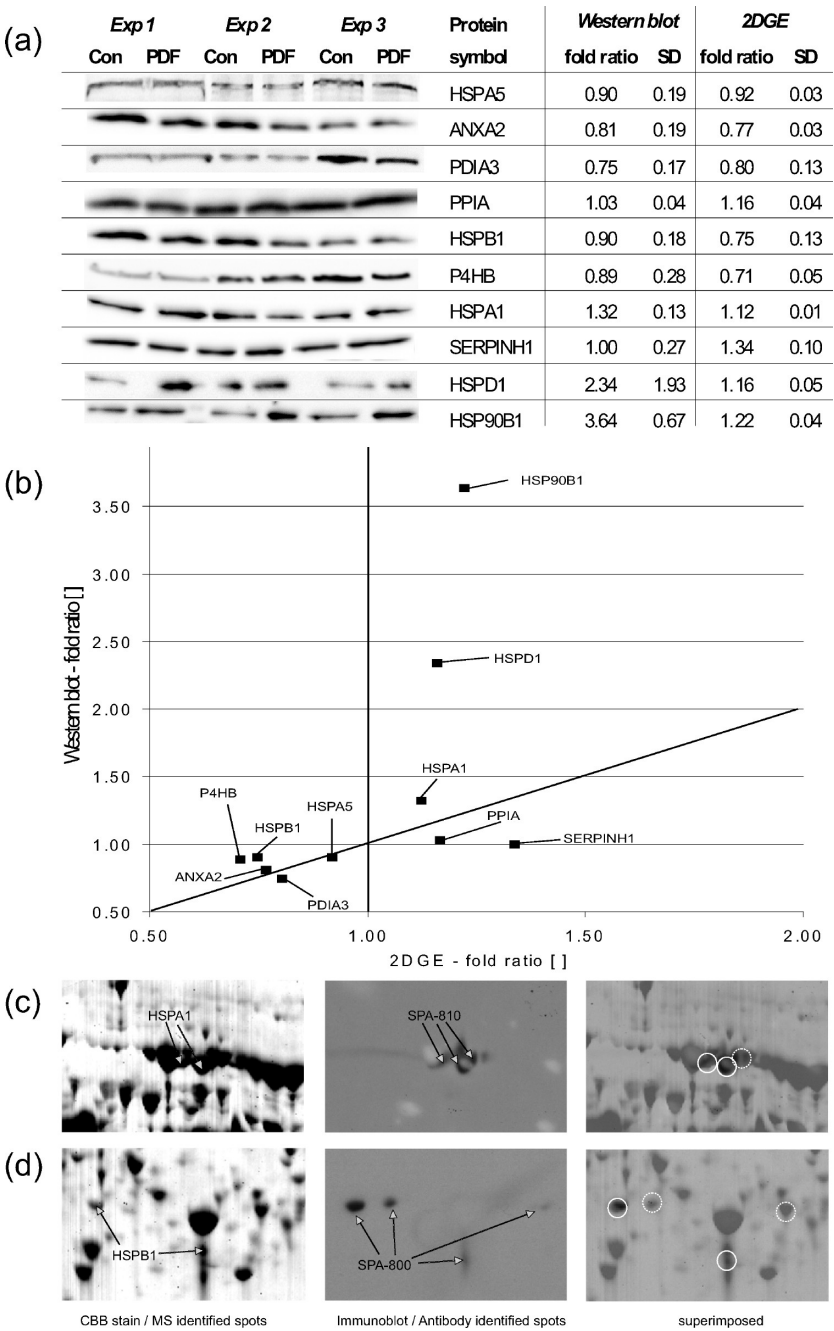 (a)
Exp 1 Exp 2 Exp 3 Protein Western blot 2DGE
Con PDF Con PDF Con PDF symbol fold ratio SD fold ratio SD
HSPA5 0.90 0.19 0.92 0.03
ANXA2 0.81 0.19 0.77 0.03
PDIA3 0.75 0.17 0.80 0.13
PPIA 1.03 0.04 1.16 0.04
HSPB1 0.90 0.18 0.75 0.13
P4HB 0.89 0.28 0.71 0.05
HSPA1 1.32 0.13 1.12 0.01
SERPINH1 1.00 0.27 1.34 0.10
HSPD1 2.34 1.93 1.16 0.05
HSP90B1 3.64 0.67 1.22 0.04
(b)
Western blot - fold ratio [ ]
HSP90B1
3.50
3.00
2.50
HSPD1
2.00
1.50
HSPA1
P4HB
HSPA5
PPIA
HSPB1
1.00
SERPINH1
ANXA2
PDIA3
0.50
0.50 1.00 1.50 2.00
2DGE - fold ratio [ ]
(c)
HSPA1
SPA-810
(d)
HSPB1
SPA-800
CBB stain / MS identified spots Immunoblot / Antibody identified spots superimposed